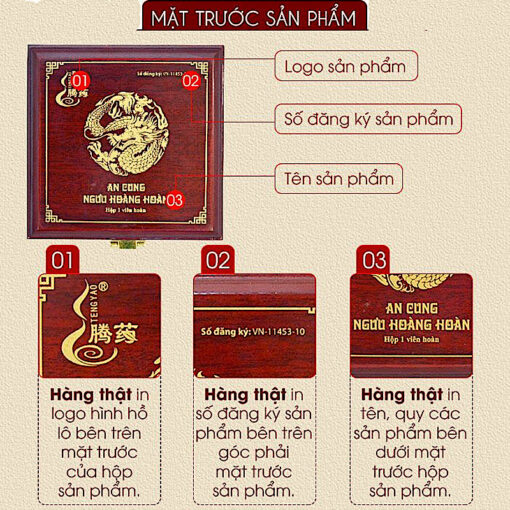 MẶT TRƯỚC SẢN PHẨM
01
Số đăng ký: VN-11453
02
腾药
AN CUNG
NGƯU HOÀNG HOÀN
03
Hộp 1 viên hoàn
Logo sản phẩm
Số đăng ký sản phẩm
Tên sản phẩm
01
TENGYAO®
腾药
Hàng thật in
logo hình hồ
lô bên trên
mặt trước
của hộp
sản phẩm.
02
Số đăng ký: VN-11453-10
Hàng thật in
số đăng ký sản
phẩm bên trên
góc phải
mặt trước
sản phẩm.
03
AN CUNG
NGƯU HOÀNG HOÀN
Hộp 1 viên hoàn
Hàng thật in
tên, quy các
sản phẩm bên
dưới mặt
trước hộp
sản phẩm.